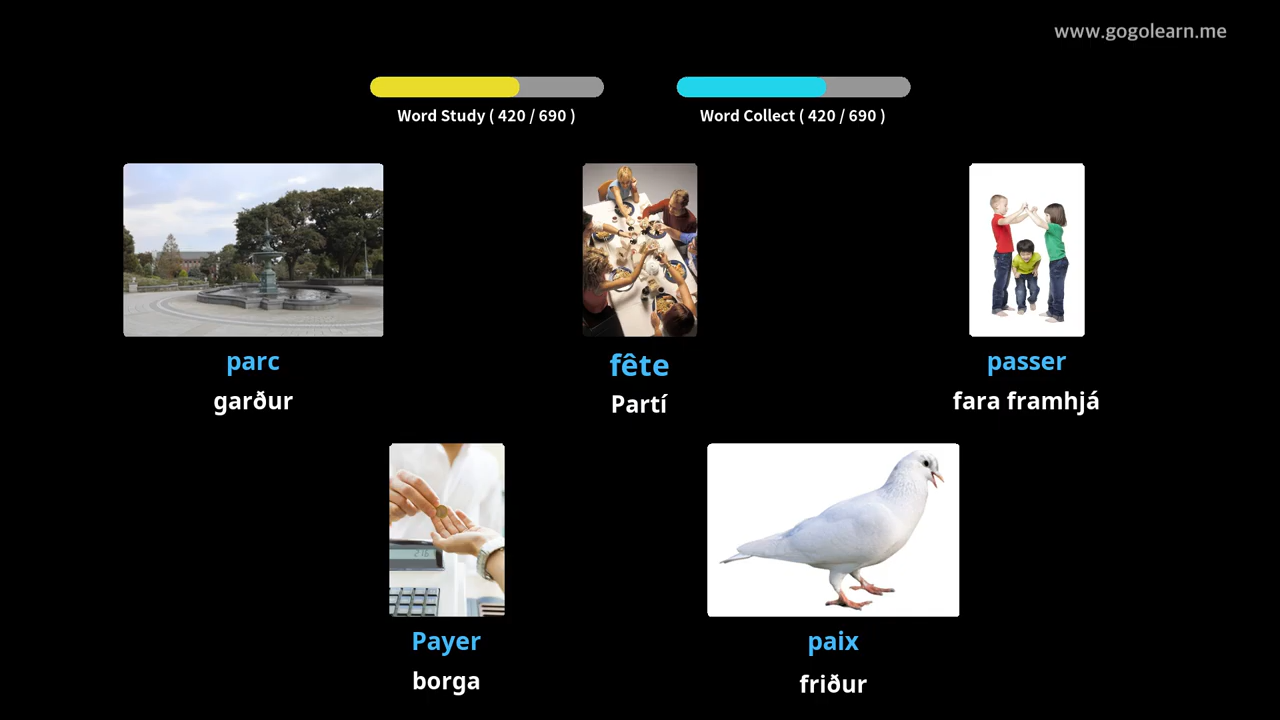 www.gogolearn.me
Word Study ( 420 / 690 )
Word Collect ( 420 / 690 )
parc
garður
fête
Partí
passer
fara framhjá
Payer
borga
paix
friður